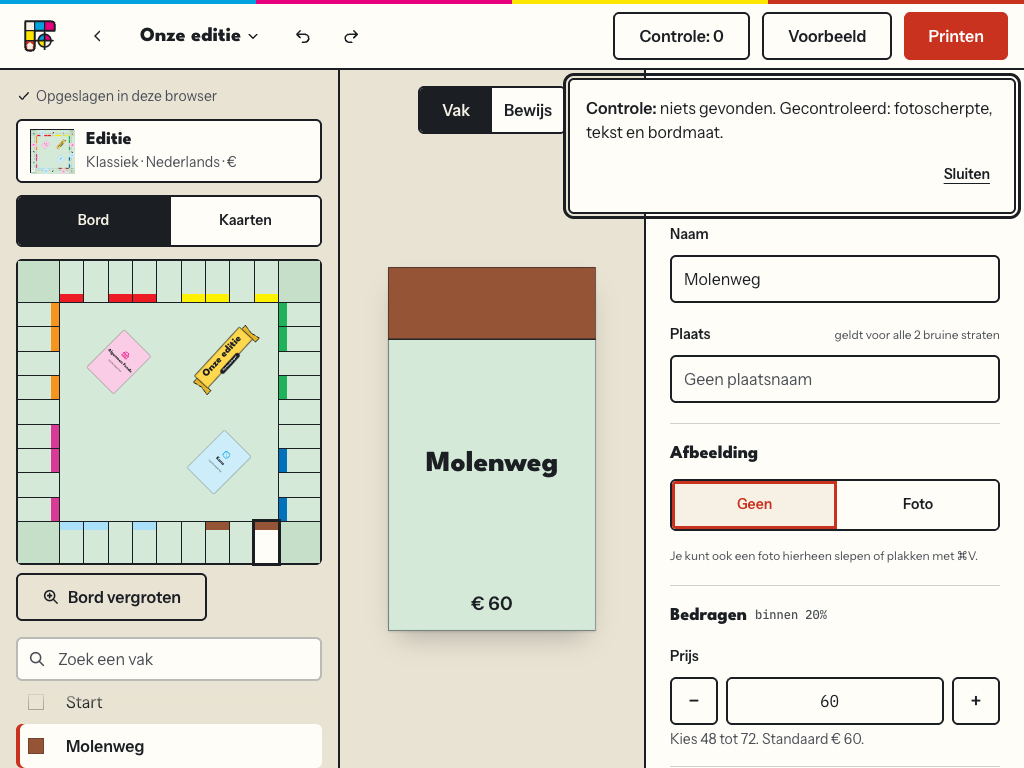 Onze editie
Controle: 0
Voorbeeld
Printen
Opgeslagen in deze browser
Editie
Klassiek · Nederlands · €
Bord
Kaarten
Onze editie
Bord vergroten
Zoek een vak
Start
Molenweg
Vak
Bewijs
Molenweg
€ 60
Controle: niets gevonden. Gecontroleerd: fotoscherpte,
tekst en bordmaat.
Sluiten
Naam
Molenweg
Plaats
geldt voor alle 2 bruine straten
Geen plaatsnaam
Afbeelding
Geen
Foto
Je kunt ook een foto hierheen slepen of plakken met ⌘V.
Bedragen binnen 20%
Prijs
− 60 +
Kies 48 tot 72. Standaard € 60.